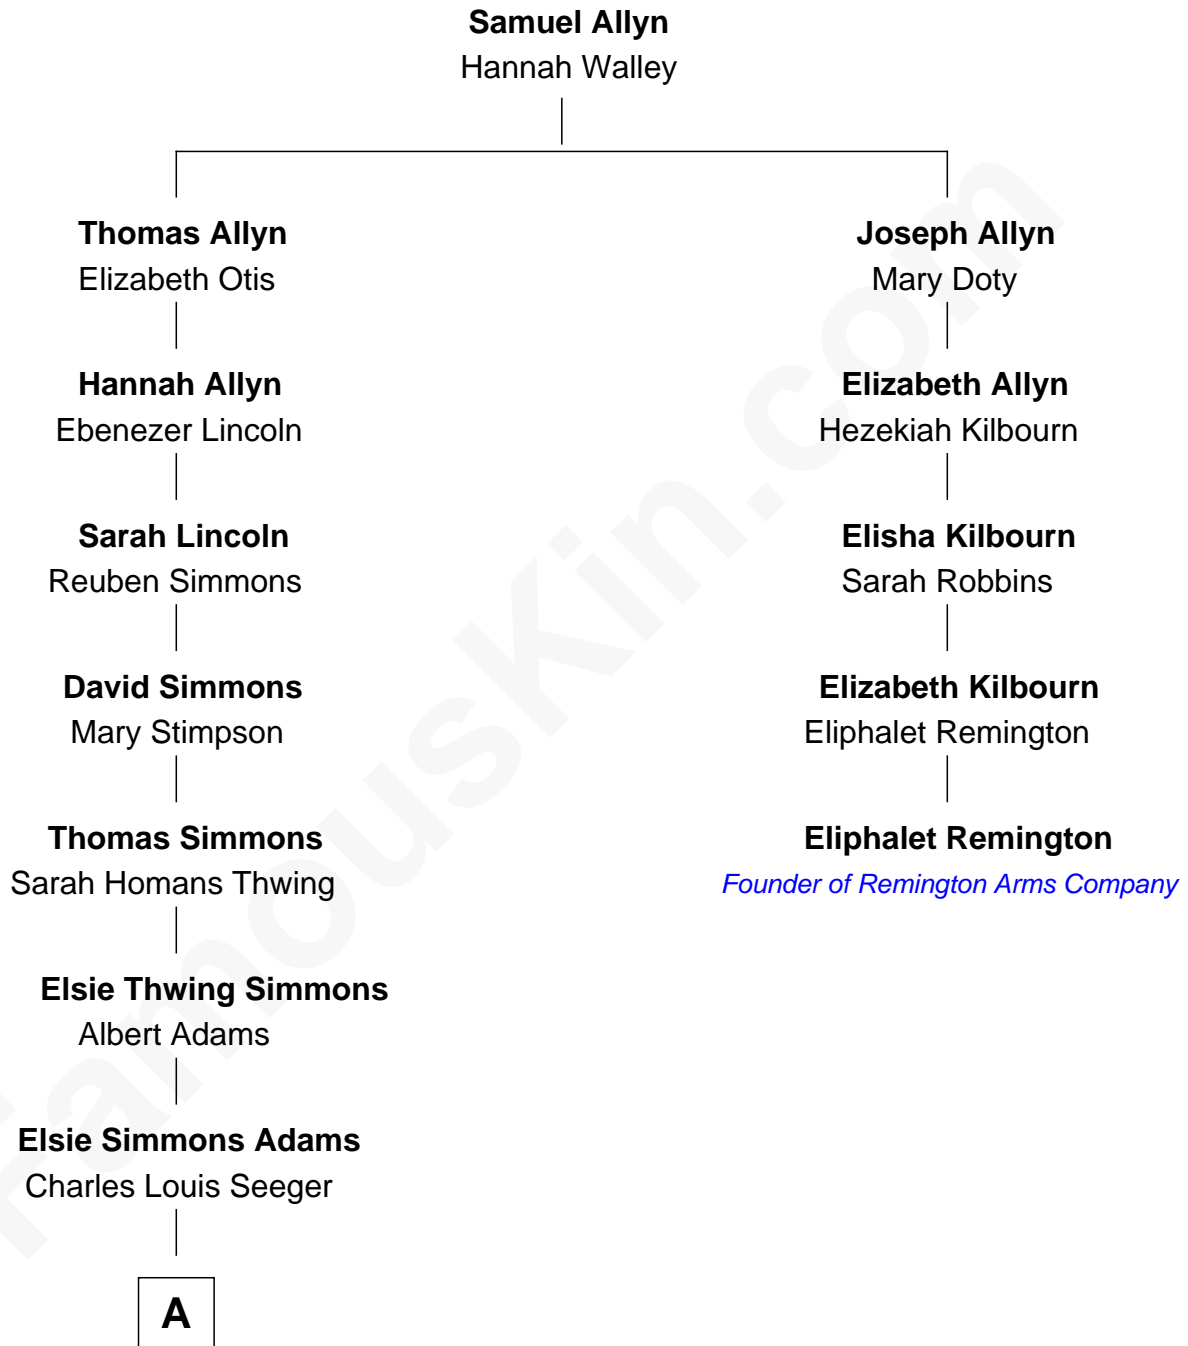 Samuel Allyn
Hannah Walley
Thomas Allyn
Elizabeth Otis
Hannah Allyn
Ebenezer Lincoln
Sarah Lincoln
Reuben Simmons
David Simmons
Mary Stimpson
Thomas Simmons
Sarah Homans Thwing
Elsie Thwing Simmons
Albert Adams
Elsie Simmons Adams
Charles Louis Seeger
A
Joseph Allyn
Mary Doty
Elizabeth Allyn
Hezekiah Kilbourn
Elisha Kilbourn
Sarah Robbins
Elizabeth Kilbourn
Eliphalet Remington
Eliphalet Remington
Founder of Remington Arms Company
FamousKin.com